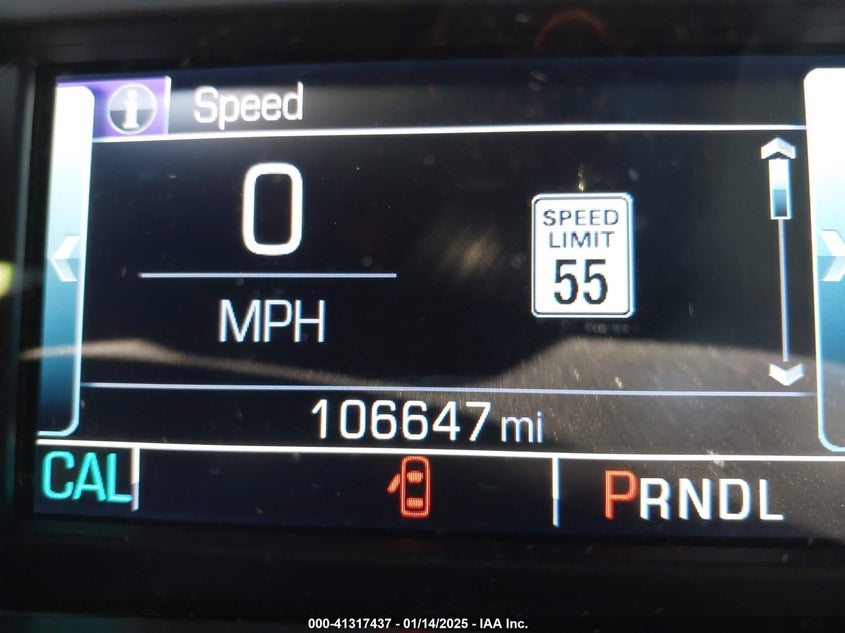 i Speed
0
MPH
SPEED
LIMIT
55
106647 mi
CAL
PRNDL
000-41317437 - 01/14/2025 - IAA Inc.